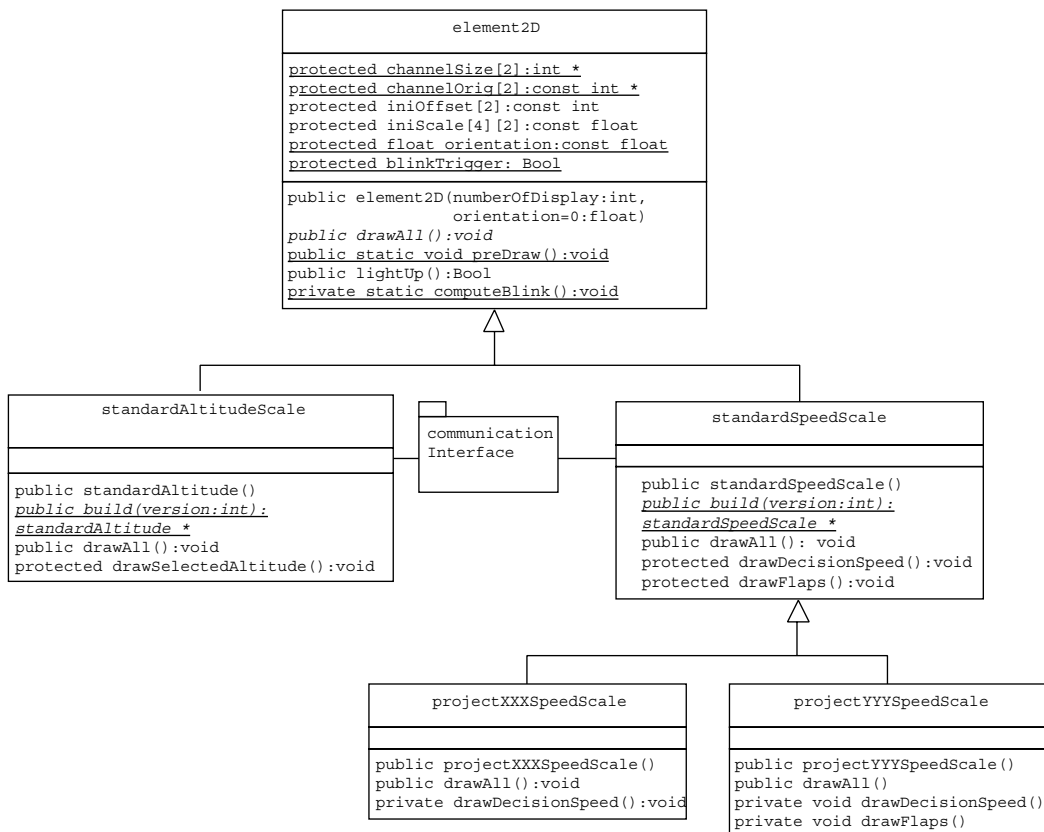 element2D
protected channelSize[2]:int *
protected channelOrig[2]:const int *
protected iniOffset[2]:const int
protected iniScale[4][2]:const float
protected float orientation:const float
protected blinkTrigger: Bool
public element2D(numberOfDisplay:int,
orientation=0:float)
public drawAll():void
public static void preDraw():void
public lightUp():Bool
private static computeBlink():void
standardAltitudeScale
public standardAltitude()
public build(version:int):
standardAltitude *
public drawAll():void
protected drawSelectedAltitude():void
communication
Interface
standardSpeedScale
public standardSpeedScale()
public build(version:int):
standardSpeedScale *
public drawAll(): void
protected drawDecisionSpeed():void
protected drawFlaps():void
projectXXXSpeedScale
public projectXXXSpeedScale()
public drawAll():void
private drawDecisionSpeed():void
projectYYYSpeedScale
public projectYYYSpeedScale()
public drawAll()
private void drawDecisionSpeed()
private void drawFlaps()